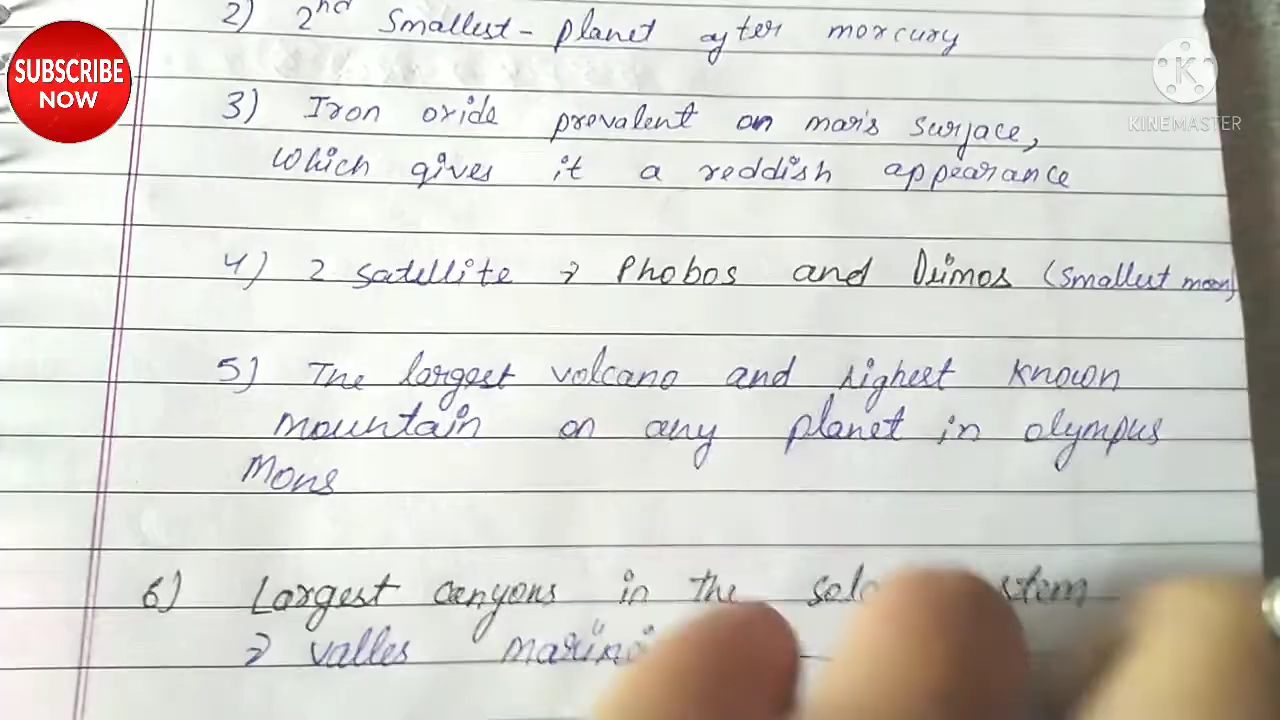 2) 2nd Smallest - planet after morcury
SUBSCRIBE
NOW
K
KINEMASTER
3) Iron oxide prevalent on mars surface,
which gives it a reddish appearance
4) 2 satellite → Phobos and Deimos (Smallest moon)
5) The largest volcano and highest known
mountain on any planet in olympus
Mons
6) Largest canyons in the
→ valles